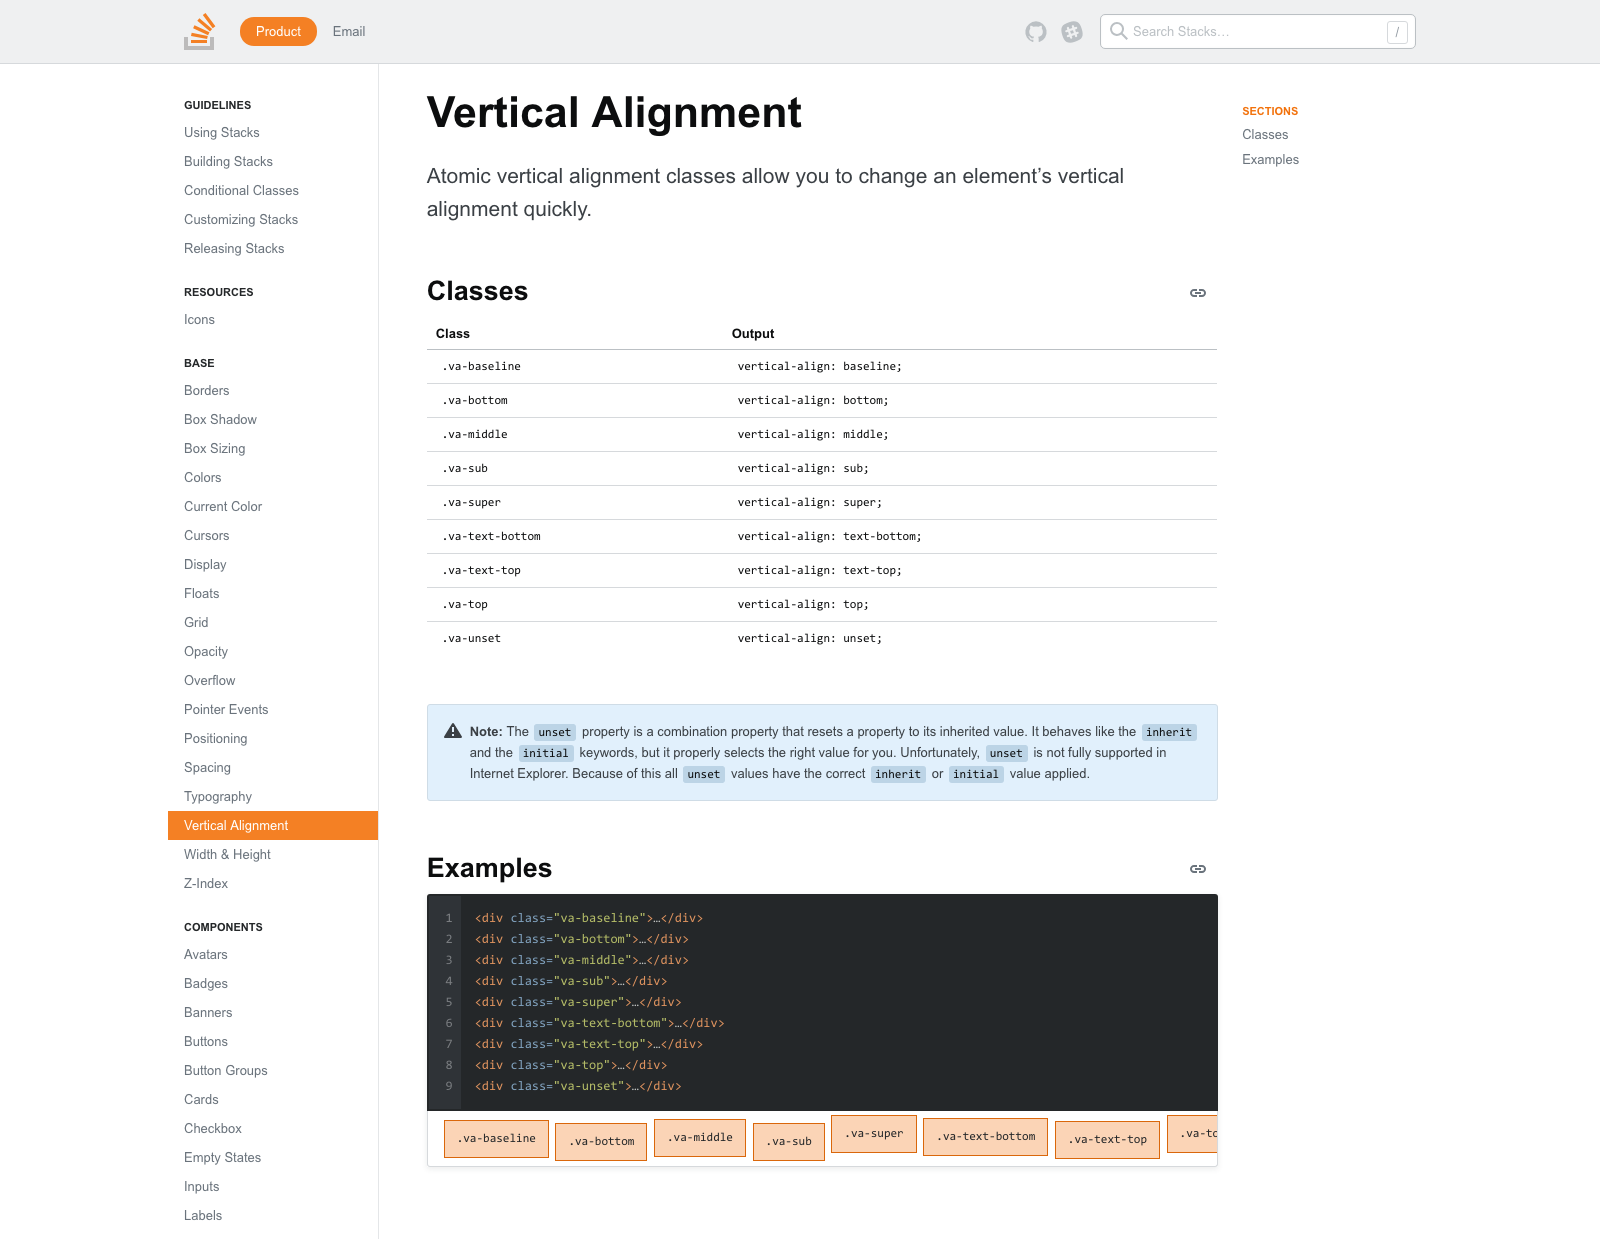 Product
Email
Search Stacks…
/
GUIDELINES
Using Stacks
Building Stacks
Conditional Classes
Customizing Stacks
Releasing Stacks
RESOURCES
Icons
BASE
Borders
Box Shadow
Box Sizing
Colors
Current Color
Cursors
Display
Floats
Grid
Opacity
Overflow
Pointer Events
Positioning
Spacing
Typography
Vertical Alignment
Width & Height
Z-Index
COMPONENTS
Avatars
Badges
Banners
Buttons
Button Groups
Cards
Checkbox
Empty States
Inputs
Labels
Vertical Alignment
Atomic vertical alignment classes allow you to change an element’s vertical
alignment quickly.
Classes
Class Output
.va-baseline vertical-align: baseline;
.va-bottom vertical-align: bottom;
.va-middle vertical-align: middle;
.va-sub vertical-align: sub;
.va-super vertical-align: super;
.va-text-bottom vertical-align: text-bottom;
.va-text-top vertical-align: text-top;
.va-top vertical-align: top;
.va-unset vertical-align: unset;
Note: The unset property is a combination property that resets a property to its inherited value. It behaves like the inherit
and the initial keywords, but it properly selects the right value for you. Unfortunately, unset is not fully supported in
Internet Explorer. Because of this all unset values have the correct inherit or initial value applied.
Examples
1 <div class="va-baseline">…</div>
2 <div class="va-bottom">…</div>
3 <div class="va-middle">…</div>
4 <div class="va-sub">…</div>
5 <div class="va-super">…</div>
6 <div class="va-text-bottom">…</div>
7 <div class="va-text-top">…</div>
8 <div class="va-top">…</div>
9 <div class="va-unset">…</div>
.va-baseline .va-bottom .va-middle .va-sub .va-super .va-text-bottom .va-text-top
SECTIONS
Classes
Examples